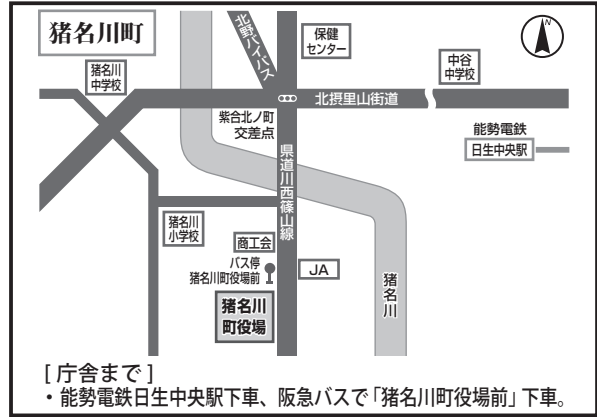 猪名川町
北野バイパス
保健
センター
N
猪名川
中学校
中谷
中学校
北摂里山街道
紫合北ノ町
交差点
能勢電鉄
日生中央駅
県道川西篠山線
猪名川
小学校
商工会
バス停
猪名川町役場前
JA
猪名川
猪名川
町役場
[庁舎まで]
・能勢電鉄日生中央駅下車、阪急バスで「猪名川町役場前」下車。